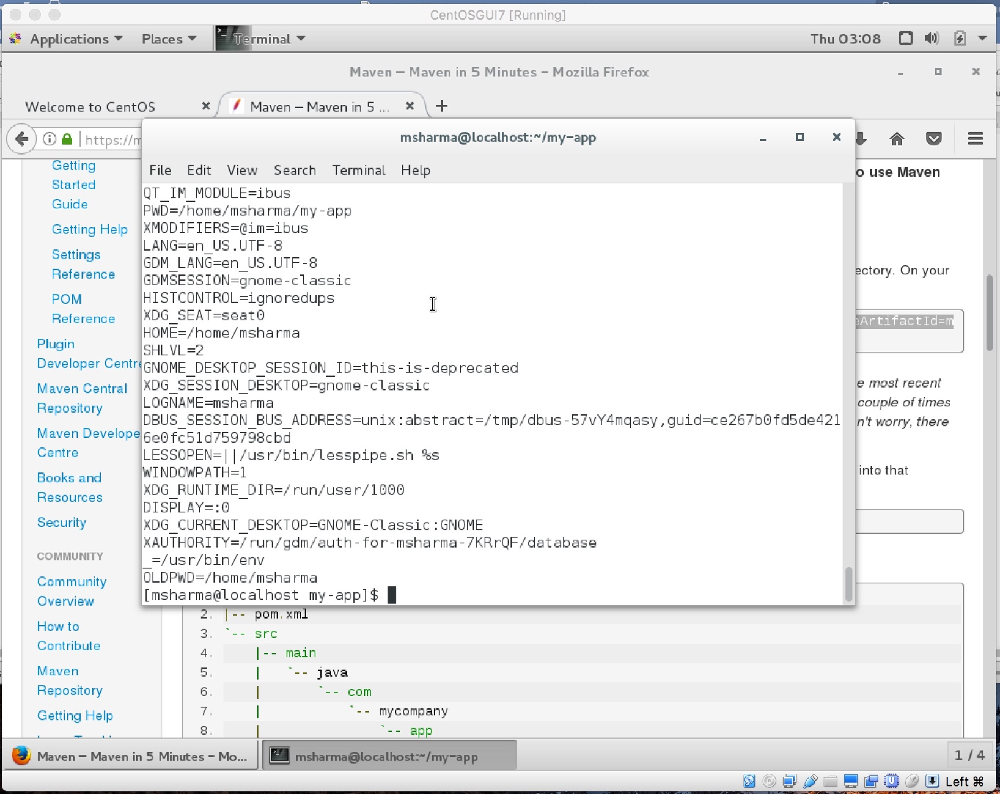 CentOSGUI7 [Running]
Applications Places Terminal Thu 03:08
Maven – Maven in 5 Minutes – Mozilla Firefox
Welcome to CentOS Maven – Maven in 5 ...
https://m
msharma@localhost:~/my-app
File Edit View Search Terminal Help
QT_IM_MODULE=ibus
PWD=/home/msharma/my-app
XMODIFIERS=@im=ibus
LANG=en_US.UTF-8
GDM_LANG=en_US.UTF-8
GDMSESSION=gnome-classic
HISTCONTROL=ignoredups
XDG_SEAT=seat0
HOME=/home/msharma
SHLVL=2
GNOME_DESKTOP_SESSION_ID=this-is-deprecated
XDG_SESSION_DESKTOP=gnome-classic
LOGNAME=msharma
DBUS_SESSION_BUS_ADDRESS=unix:abstract=/tmp/dbus-57vY4mqasy,guid=ce267b0fd5de421
6e0fc51d759798cbd
LESSOPEN=||/usr/bin/lesspipe.sh %s
WINDOWPATH=1
XDG_RUNTIME_DIR=/run/user/1000
DISPLAY=:0
XDG_CURRENT_DESKTOP=GNOME-Classic:GNOME
XAUTHORITY=/run/gdm/auth-for-msharma-7KRrQF/database
_=/usr/bin/env
OLDPWD=/home/msharma
[msharma@localhost my-app]$
Getting
Started
Guide
Getting Help
Settings
Reference
POM
Reference
Plugin
Developer Centre
Maven Central
Repository
Maven Develope
Centre
Books and
Resources
Security
COMMUNITY
Community
Overview
How to
Contribute
Maven
Repository
Getting Help
o use Maven
ectory. On your
eArtifactId=m
e most recent
couple of times
n't worry, there
into that
2. |-- pom.xml
3. `-- src
4. |-- main
5. | `-- java
6. | `-- com
7. | `-- mycompany
8. | `-- app
Maven – Maven in 5 Minutes – Mo... msharma@localhost:~/my-app 1 / 4
Left ⌘